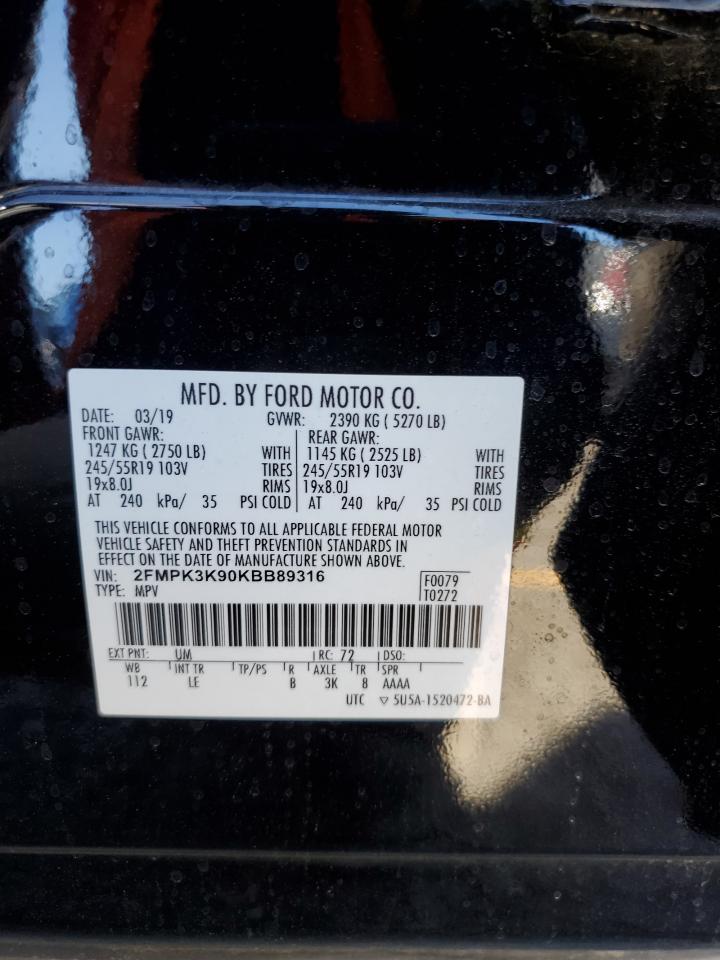 MFD. BY FORD MOTOR CO.
DATE: 03/19 GVWR: 2390 KG ( 5270 LB)
FRONT GAWR: REAR GAWR:
1247 KG ( 2750 LB) WITH 1145 KG ( 2525 LB) WITH
245/55R19 103V TIRES 245/55R19 103V TIRES
19x8.0J RIMS 19x8.0J RIMS
AT 240 kPa/ 35 PSI COLD AT 240 kPa/ 35 PSI COLD
THIS VEHICLE CONFORMS TO ALL APPLICABLE FEDERAL MOTOR
VEHICLE SAFETY AND THEFT PREVENTION STANDARDS IN
EFFECT ON THE DATE OF MANUFACTURE SHOWN ABOVE.
VIN: 2FMPK3K90KBB89316 F0079
TYPE: MPV T0272
EXT PNT: UM RC: 72 DSO:
WB INT TR TP/PS R AXLE TR SPR
112 LE B 3K 8 AAAA
UTC ▽ 5U5A-1520472-BA